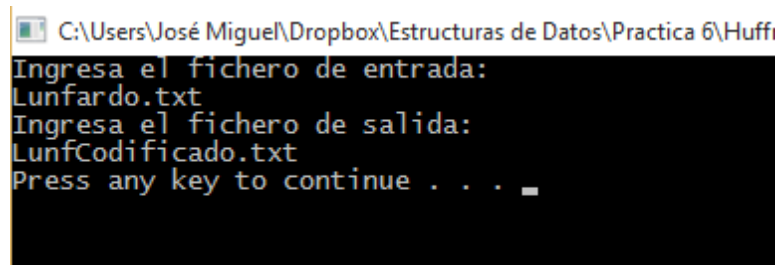 C:\Users\José Miguel\Dropbox\Estructuras de Datos\Practica 6\Huff
Ingresa el fichero de entrada:
Lunfardo.txt
Ingresa el fichero de salida:
LunfCodificado.txt
Press any key to continue . . .